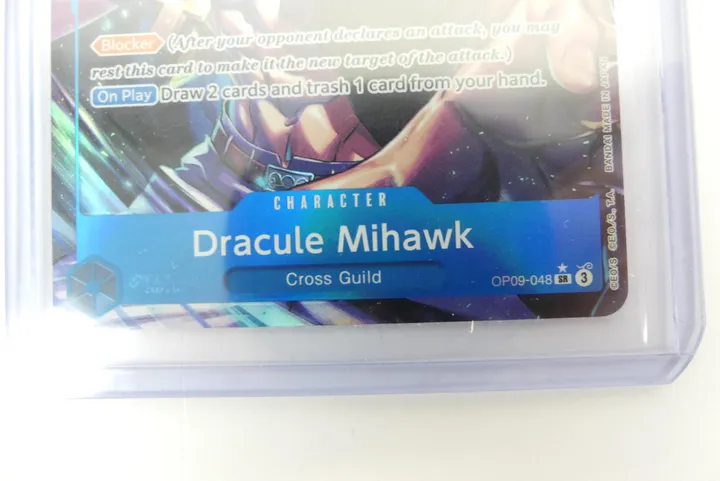 Blocker (After your opponent declares an attack, you may
rest this card to make it the new target of the attack.)
On Play Draw 2 cards and trash 1 card from your hand.
CHARACTER
Dracule Mihawk
Cross Guild
OP09-048 SR 3
©EO/S ©E.O./S., T.A. BANDAI MADE IN JAPAN